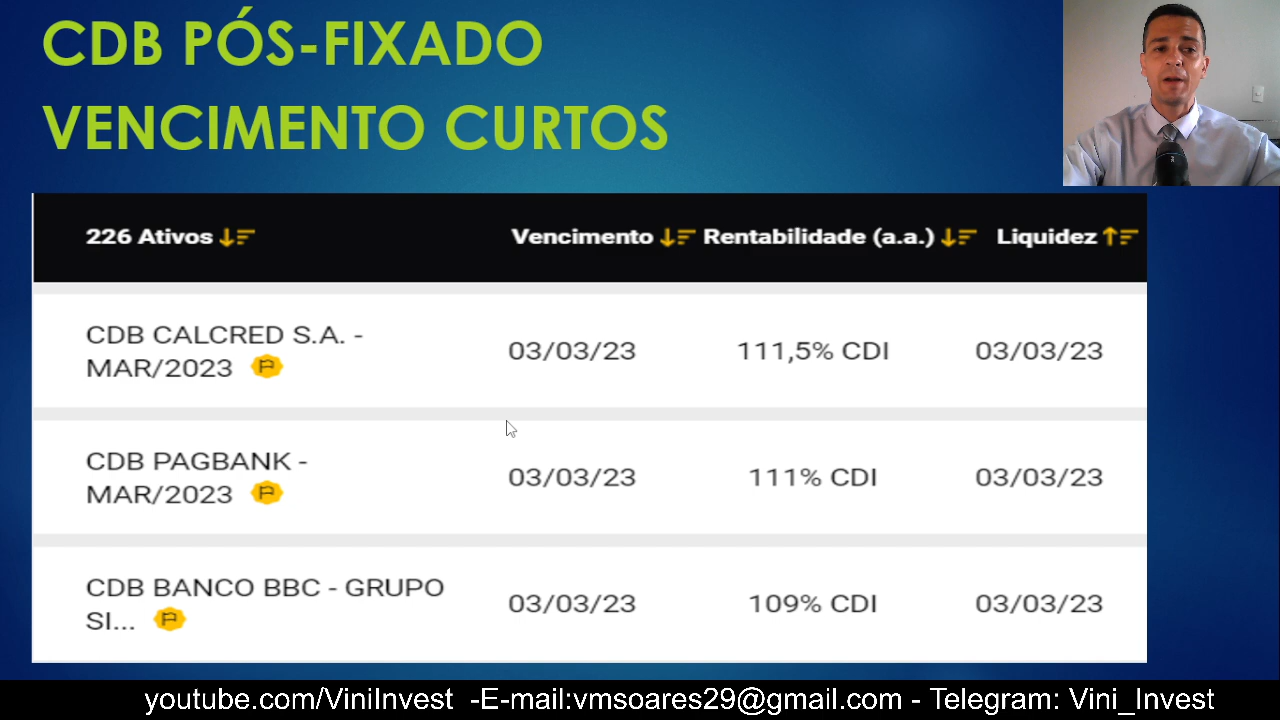 CDB PÓS-FIXADO
VENCIMENTO CURTOS
226 Ativos Vencimento Rentabilidade (a.a.) Liquidez
CDB CALCRED S.A. -
MAR/2023
03/03/23 111,5% CDI 03/03/23
CDB PAGBANK -
MAR/2023
03/03/23 111% CDI 03/03/23
CDB BANCO BBC - GRUPO
SI...
03/03/23 109% CDI 03/03/23
youtube.com/ViniInvest -E-mail:vmsoares29@gmail.com - Telegram: Vini_Invest